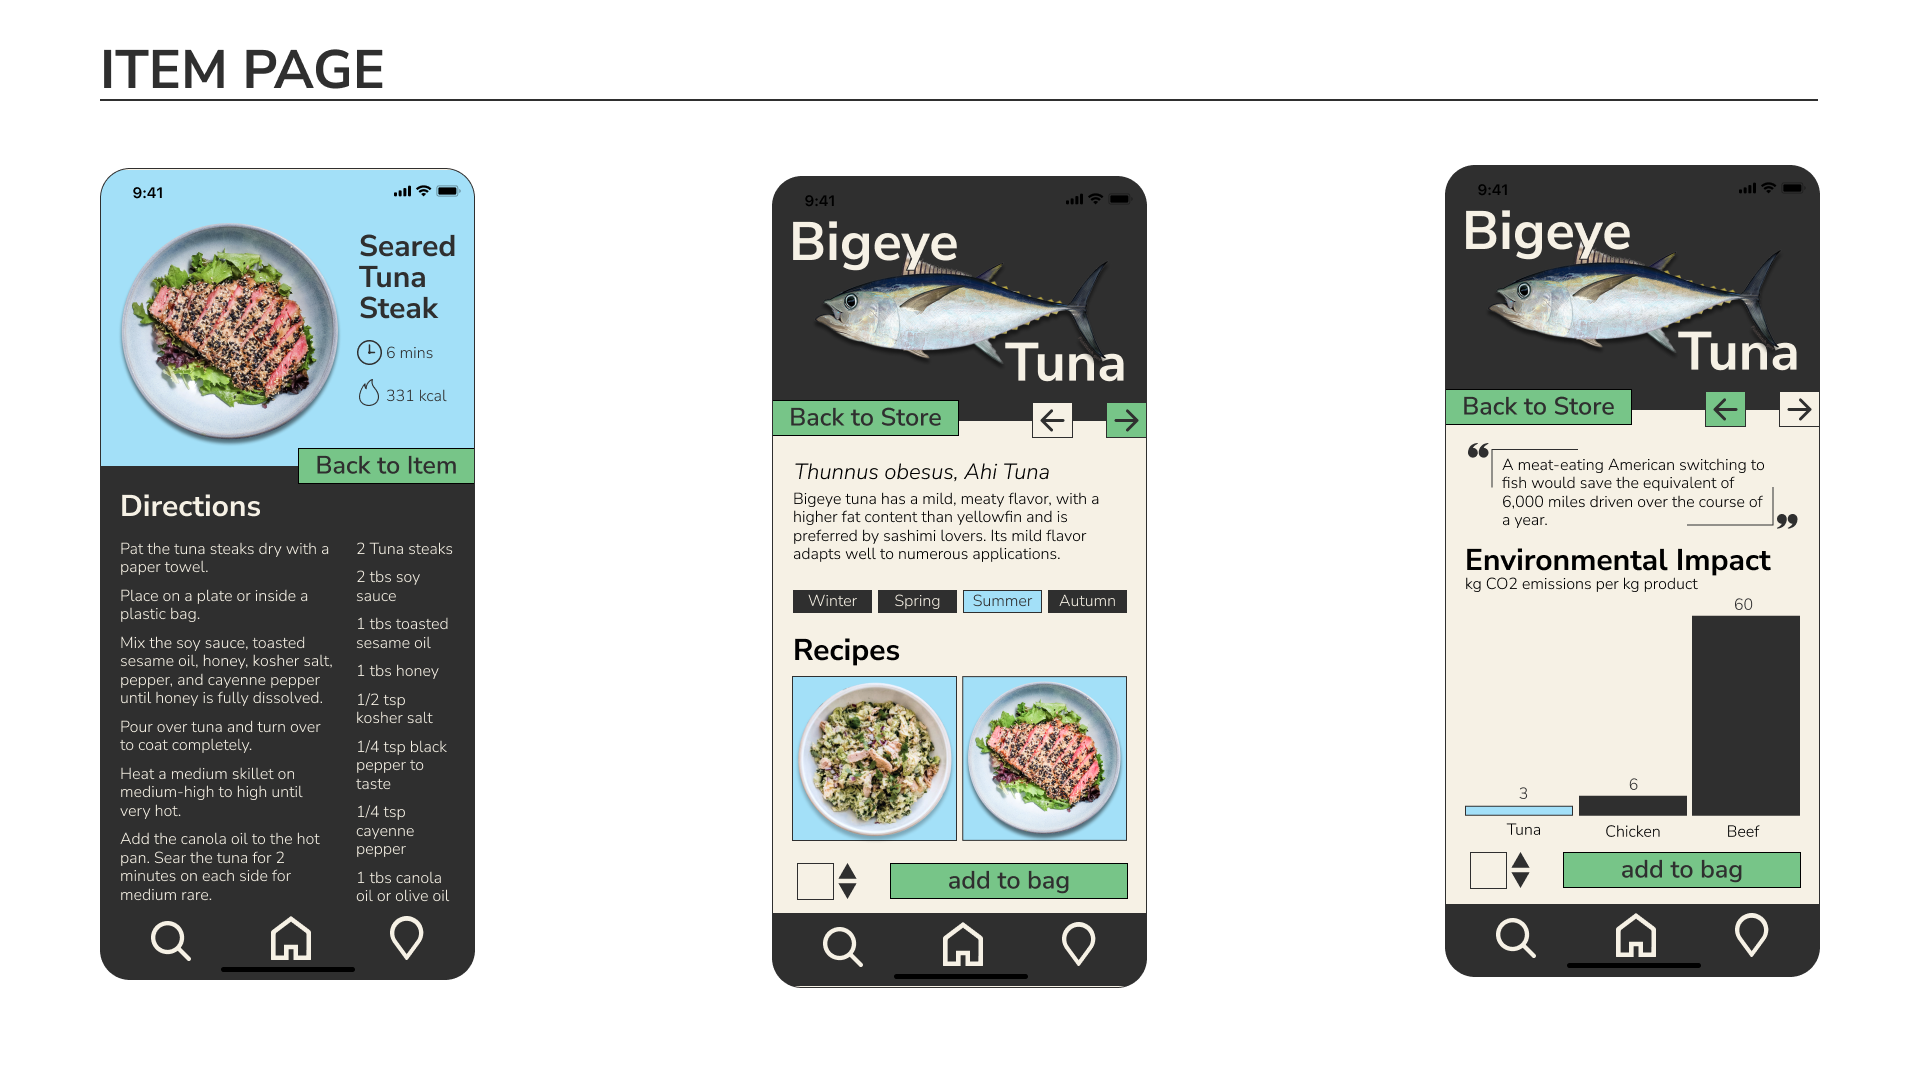 ITEM PAGE
9:41
Seared
Tuna
Steak
6 mins
331 kcal
Back to Item
Directions
Pat the tuna steaks dry with a
paper towel.
Place on a plate or inside a
plastic bag.
Mix the soy sauce, toasted
sesame oil, honey, kosher salt,
pepper, and cayenne pepper
until honey is fully dissolved.
Pour over tuna and turn over
to coat completely.
Heat a medium skillet on
medium-high to high until
very hot.
Add the canola oil to the hot
pan. Sear the tuna for 2
minutes on each side for
medium rare.
2 Tuna steaks
2 tbs soy
sauce
1 tbs toasted
sesame oil
1 tbs honey
1/2 tsp
kosher salt
1/4 tsp black
pepper to
taste
1/4 tsp
cayenne
pepper
1 tbs canola
oil or olive oil
9:41
Bigeye
Tuna
Back to Store
Thunnus obesus, Ahi Tuna
Bigeye tuna has a mild, meaty flavor, with a
higher fat content than yellowfin and is
preferred by sashimi lovers. Its mild flavor
adapts well to numerous applications.
Winter Spring Summer Autumn
Recipes
add to bag
9:41
Bigeye
Tuna
Back to Store
“ A meat-eating American switching to
fish would save the equivalent of
6,000 miles driven over the course of
a year. ”
Environmental Impact
kg CO2 emissions per kg product
60
6
3
Tuna Chicken Beef
add to bag